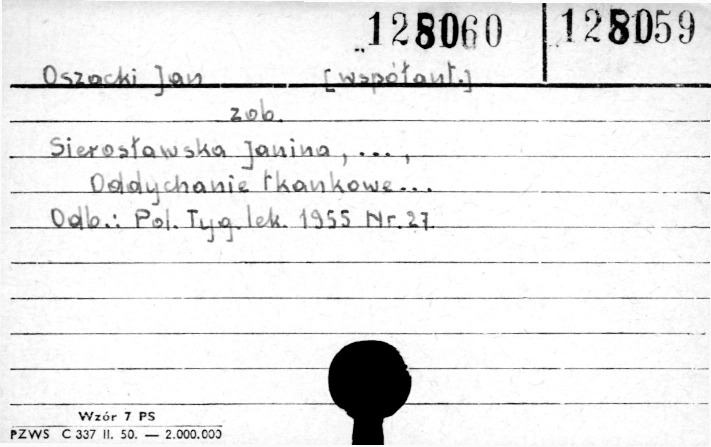 128060 128059
Oszacki Jan [współaut.]
zob.
Sierosławska Janina, ...,
Oddychanie tkankowe...
Odb.: Pol. Tyg. lek. 1955 Nr. 27.
Wzór 7 PS
PZWS C 337 II. 50. — 2.000.000